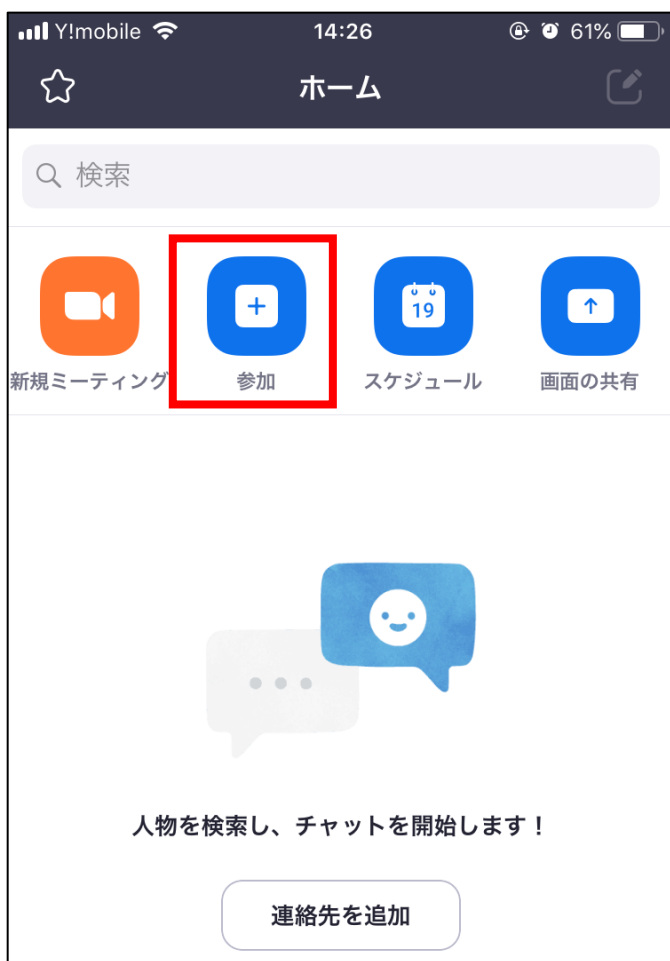 Y!mobile 14:26 61%
ホーム
検索
19
新規ミーティング 参加 スケジュール 画面の共有
人物を検索し、チャットを開始します！
連絡先を追加